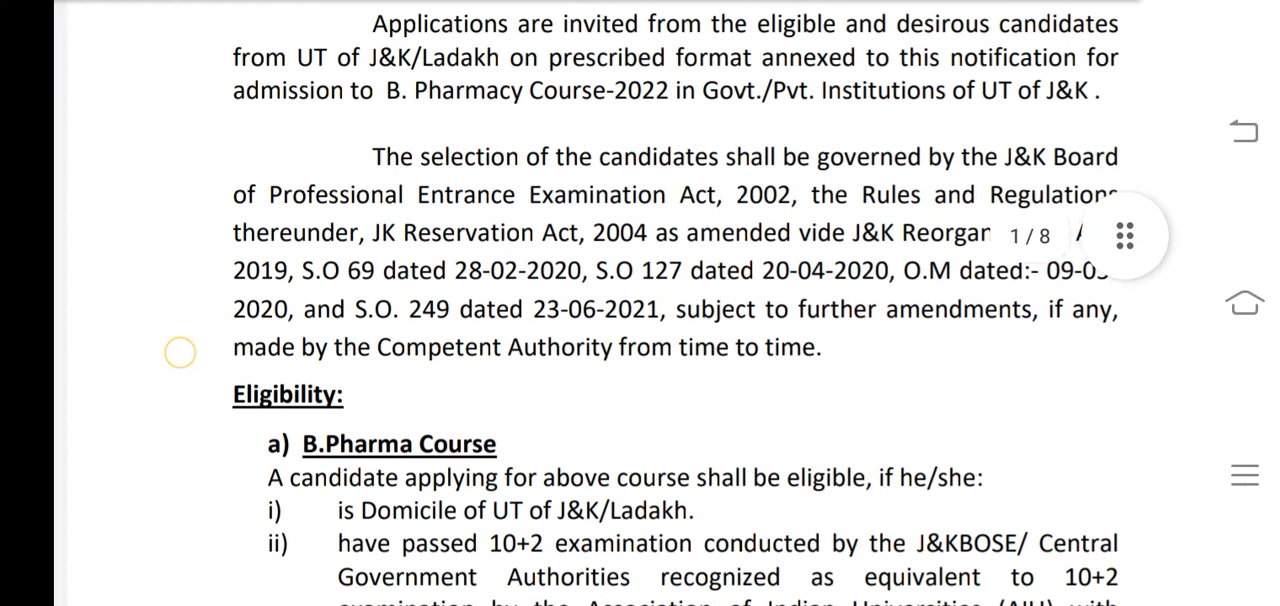 Applications are invited from the eligible and desirous candidates
from UT of J&K/Ladakh on prescribed format annexed to this notification for
admission to B. Pharmacy Course-2022 in Govt./Pvt. Institutions of UT of J&K .
The selection of the candidates shall be governed by the J&K Board
of Professional Entrance Examination Act, 2002, the Rules and Regulations
thereunder, JK Reservation Act, 2004 as amended vide J&K
1 / 8
2019, S.O 69 dated 28-02-2020, S.O 127 dated 20-04-2020, O.M dated:-
2020, and S.O. 249 dated 23-06-2021, subject to further amendments, if any,
made by the Competent Authority from time to time.
Eligibility:
a) B.Pharma Course
A candidate applying for above course shall be eligible, if he/she:
i) is Domicile of UT of J&K/Ladakh.
ii) have passed 10+2 examination conducted by the J&KBOSE/ Central
Government Authorities recognized as equivalent to 10+2